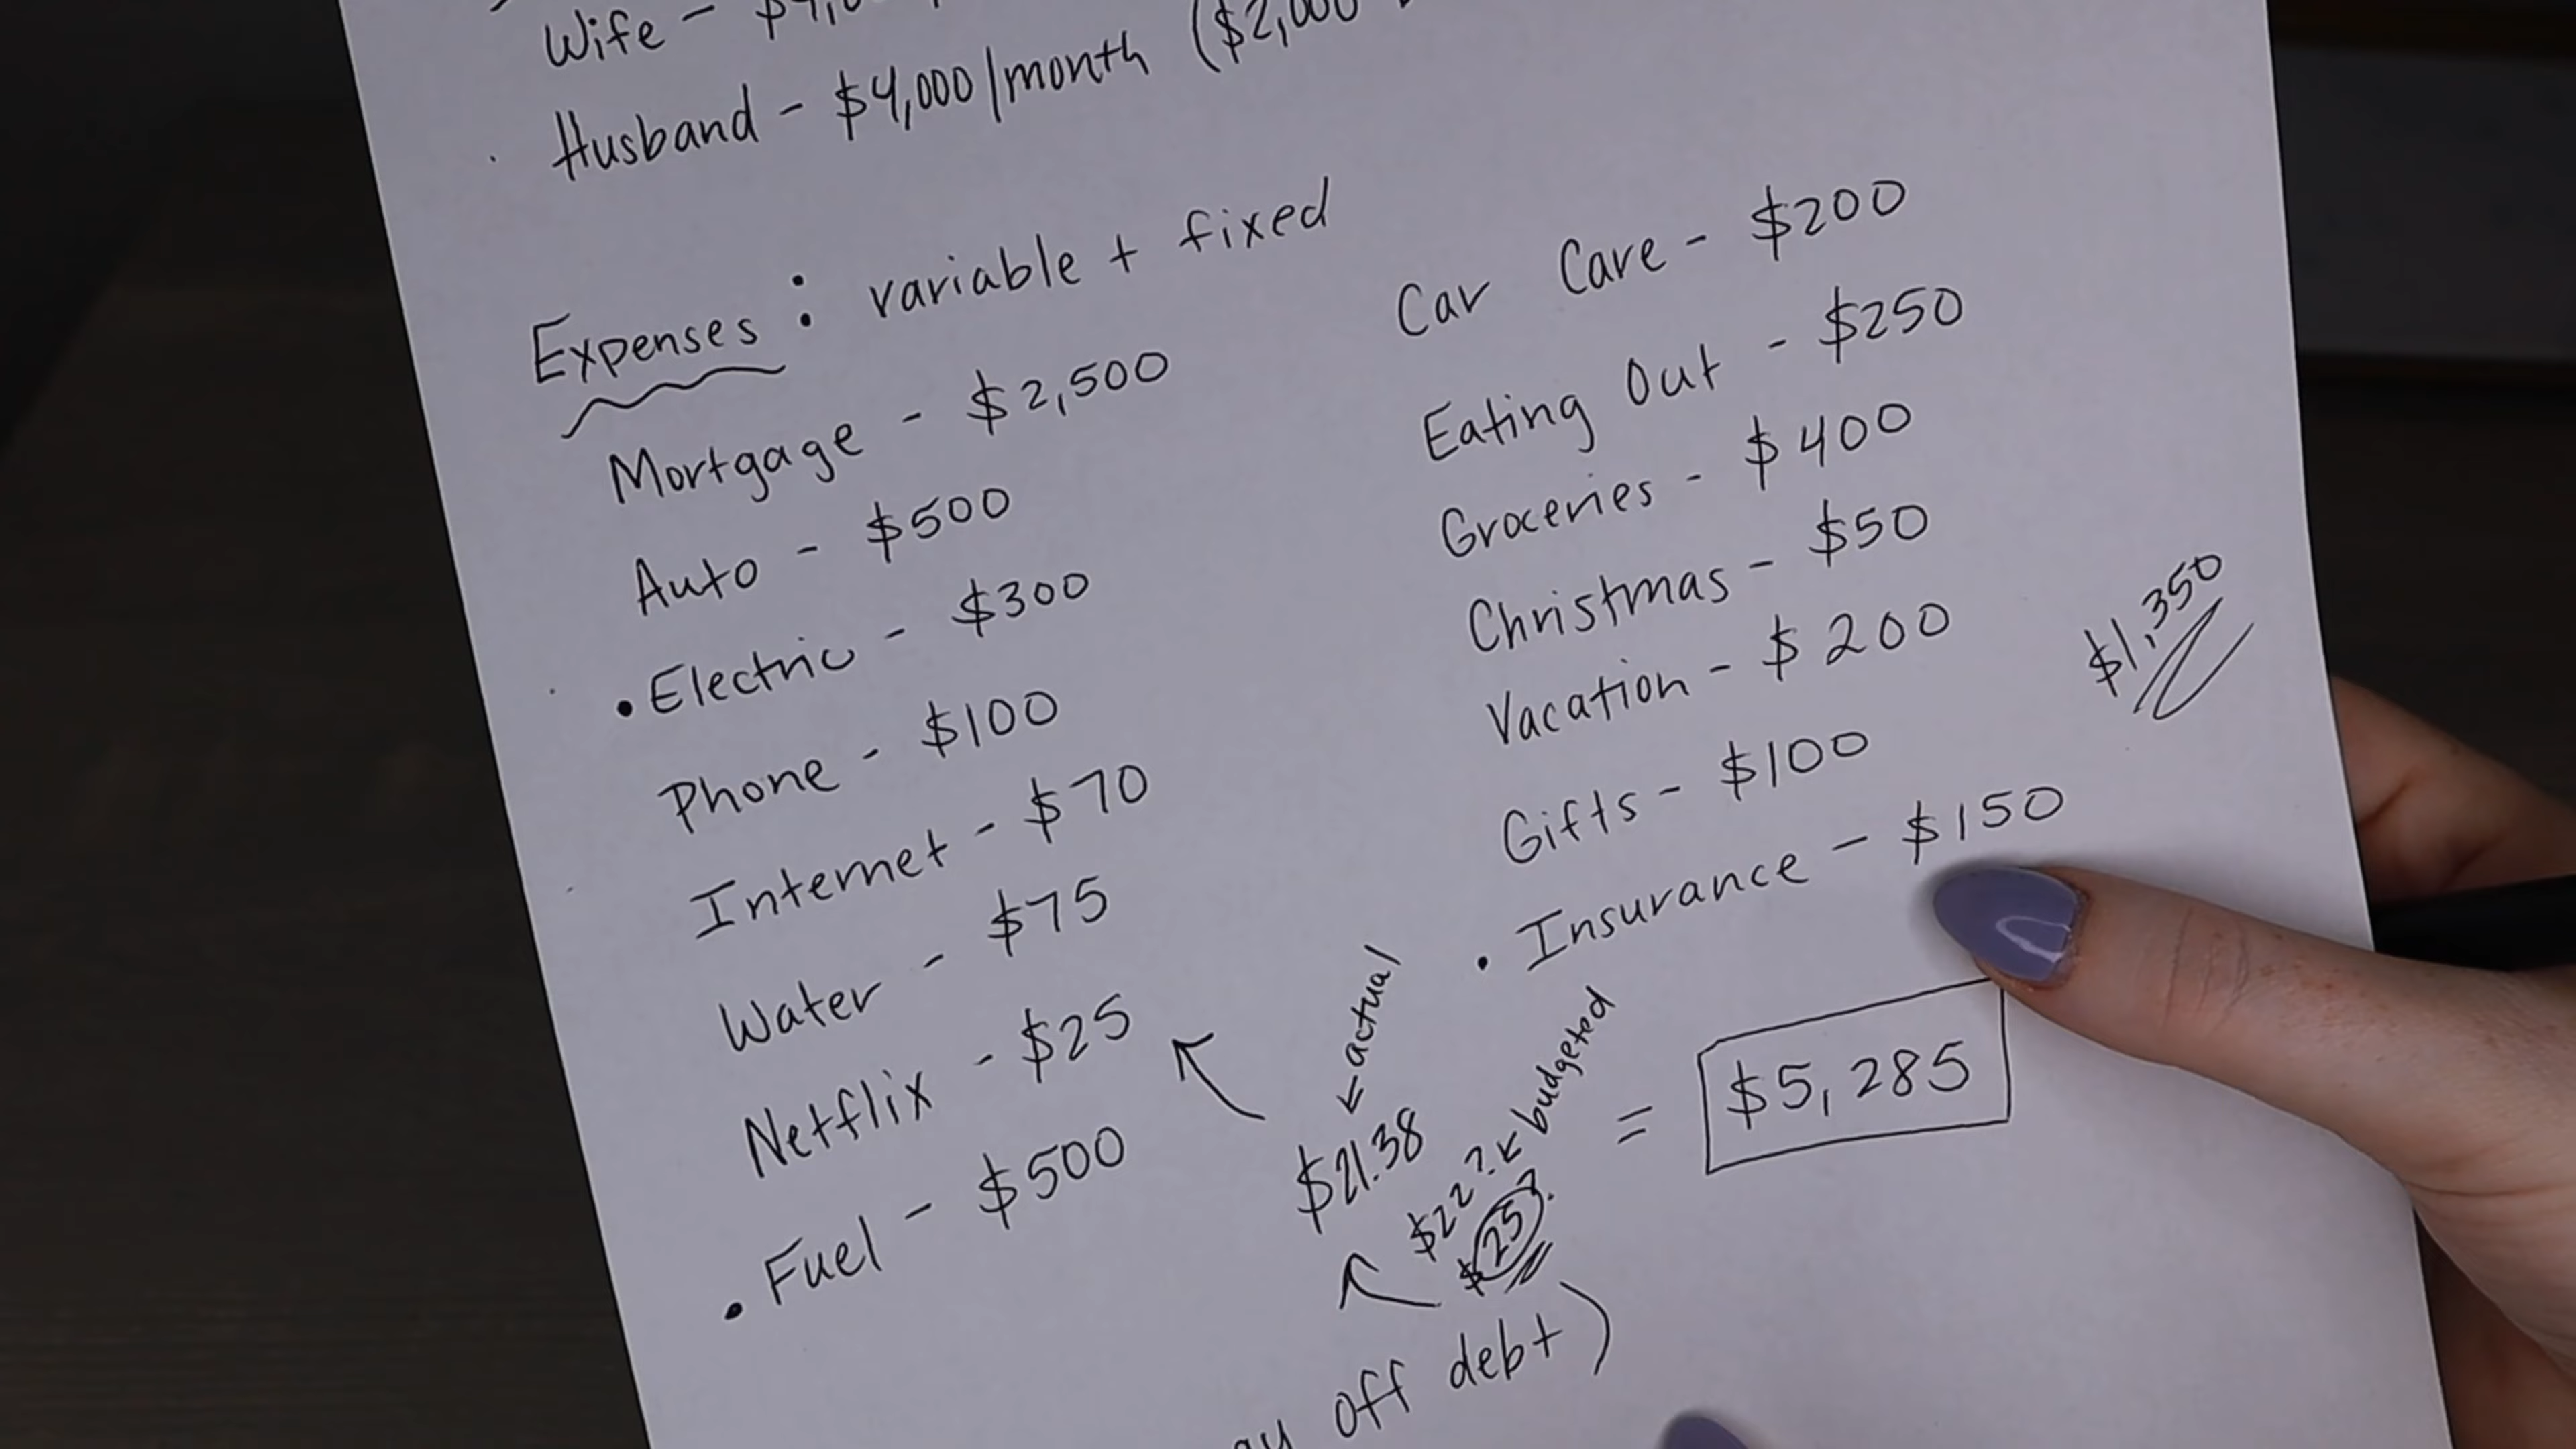 Wife -
Husband - $4,000/month ($2,000
Expenses : variable + fixed
Mortgage - $2,500
Auto - $500
• Electric - $300
Phone - $100
Internet - $70
Water - $75
Netflix - $25
• Fuel - $500
Car Care - $200
Eating Out - $250
Groceries - $400
Christmas - $50
Vacation - $200
Gifts - $100
• Insurance - $150
$1,350
← actual
$21.38
$22?. ← budgeted
$25?.
= $5,285
off debt)